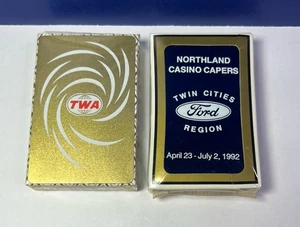 TWA
NORTHLAND
CASINO CAPERS
TWIN CITIES
Ford
REGION
April 23 - July 2, 1992